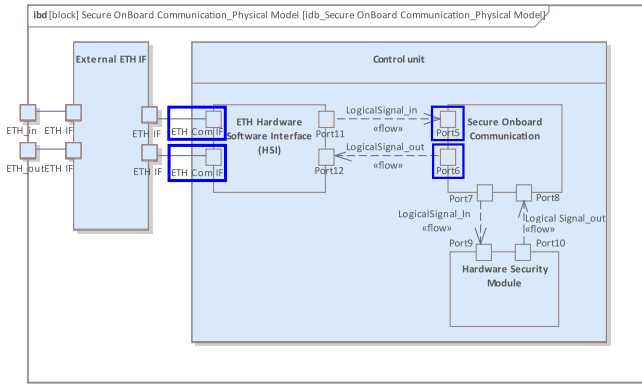 ibd [block] Secure OnBoard Communication_Physical Model [idb_Secure OnBoard Communication_Physical Model]
External ETH IF
Control unit
ETH_in
ETH IF
ETH IF
ETH Com IF
ETH Hardware
Software Interface
(HSI)
Port11
LogicalSignal_in
«flow»
Port5
Secure Onboard
Communication
ETH_out
ETH IF
ETH IF
ETH Com IF
Port12
LogicalSignal_out
«flow»
Port6
Port7
Port8
LogicalSignal_In
«flow»
Logical Signal_out
«flow»
Port9
Port10
Hardware Security
Module